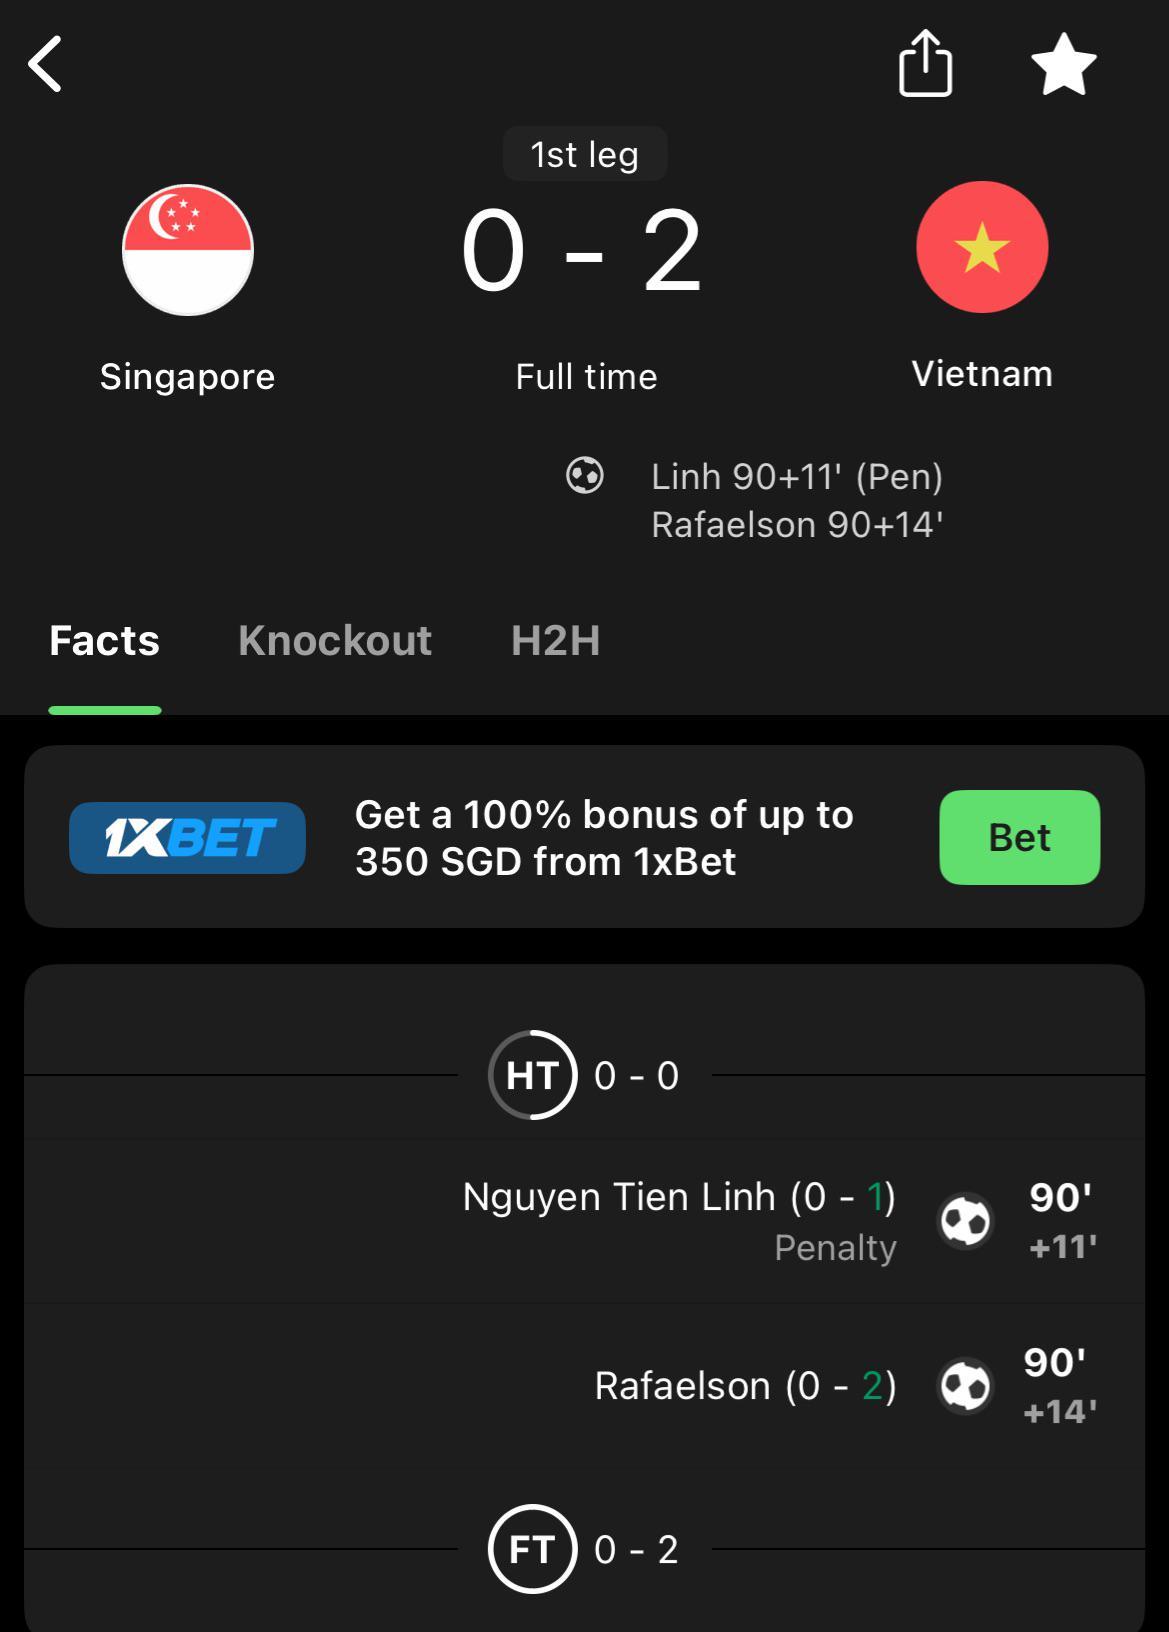 1st leg
0 - 2
Singapore
Full time
Vietnam
Linh 90+11' (Pen)
Rafaelson 90+14'
Facts
Knockout
H2H
1XBET
Get a 100% bonus of up to
350 SGD from 1xBet
Bet
HT 0 - 0
Nguyen Tien Linh (0 - 1)
Penalty
90'
+11'
Rafaelson (0 - 2)
90'
+14'
FT 0 - 2